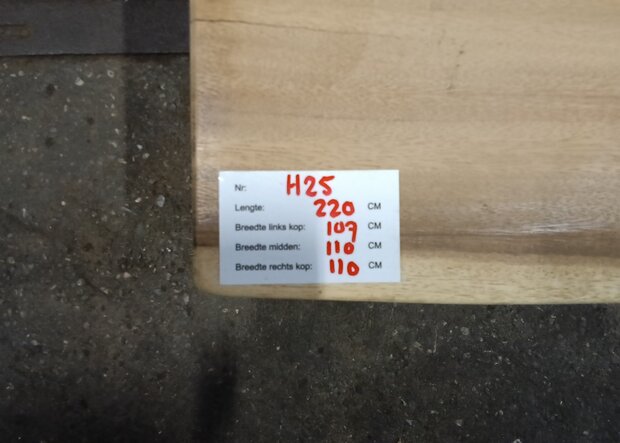 Nr: H25
Lengte: 220 CM
Breedte links kop: 107 CM
Breedte midden: 110 CM
Breedte rechts kop: 110 CM